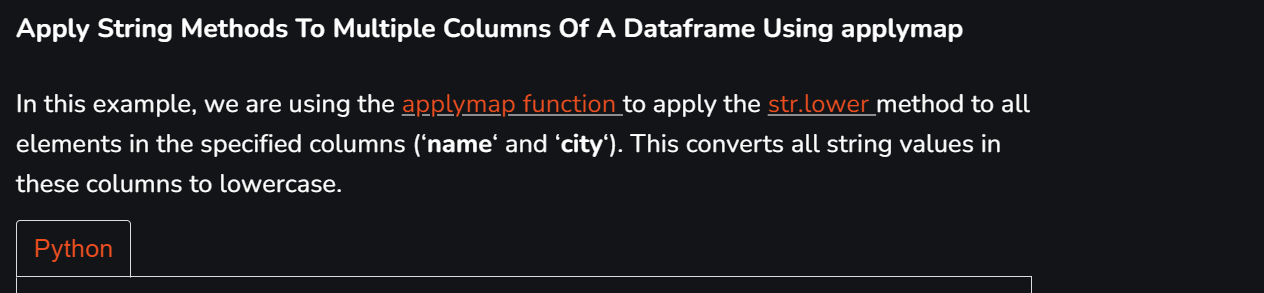 Apply String Methods To Multiple Columns Of A Dataframe Using applymap
In this example, we are using the applymap function to apply the str.lower method to all
elements in the specified columns (‘name‘ and ‘city‘). This converts all string values in
these columns to lowercase.
Python